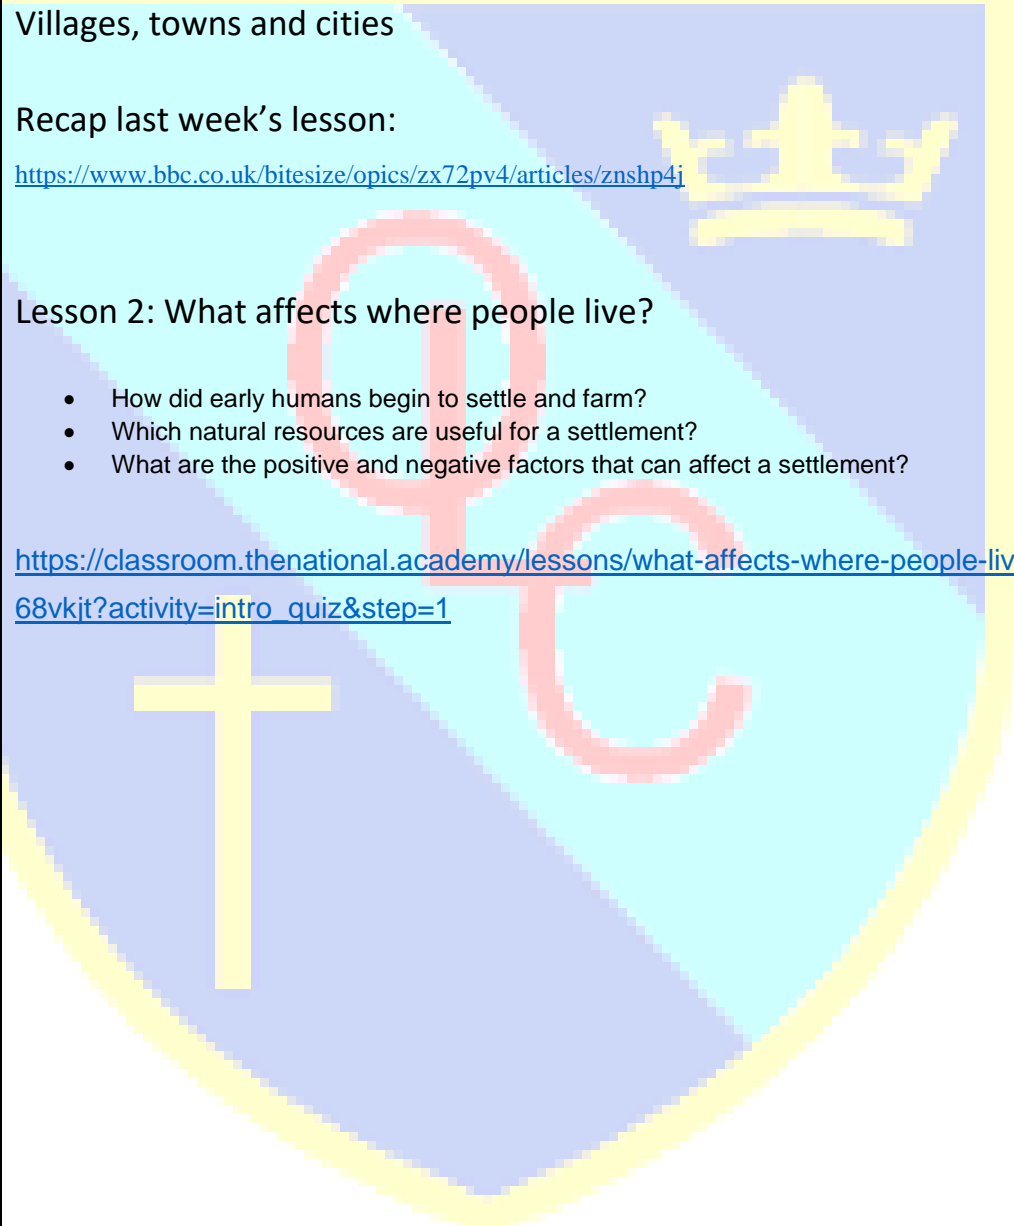 Villages, towns and cities
Recap last week’s lesson:
https://www.bbc.co.uk/bitesize/opics/zx72pv4/articles/znshp4j
Lesson 2: What affects where people live?
• How did early humans begin to settle and farm?
• Which natural resources are useful for a settlement?
• What are the positive and negative factors that can affect a settlement?
https://classroom.thenational.academy/lessons/what-affects-where-people-liv
68vkjt?activity=intro_quiz&step=1
QLC